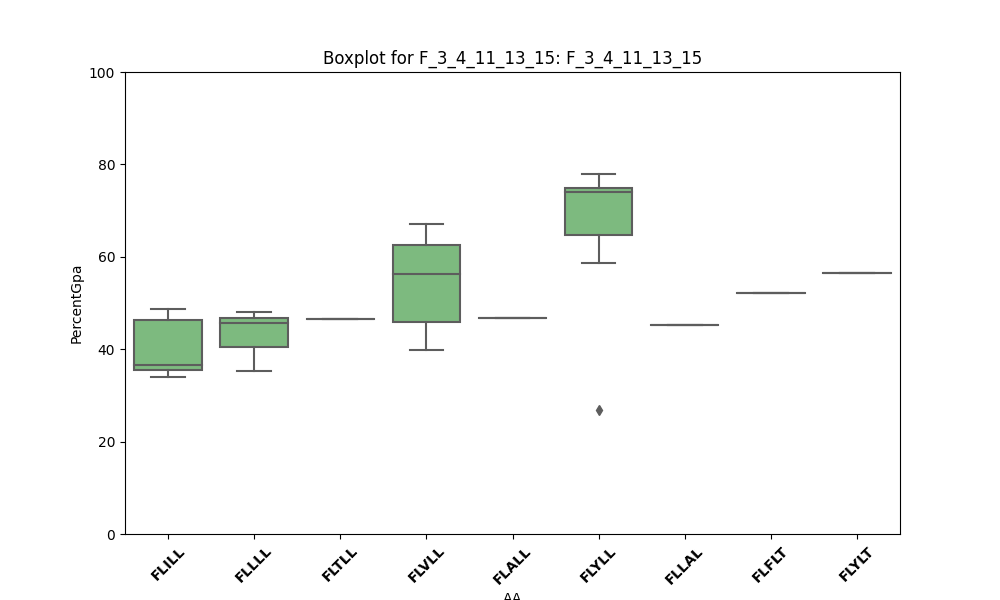 Boxplot for F_3_4_11_13_15: F_3_4_11_13_15
100
80
60
40
20
0
PercentGpa
FLILL
FLLLL
FLTLL
FLVLL
FLALL
FLYLL
FLLAL
FLFLT
FLYLT
AA